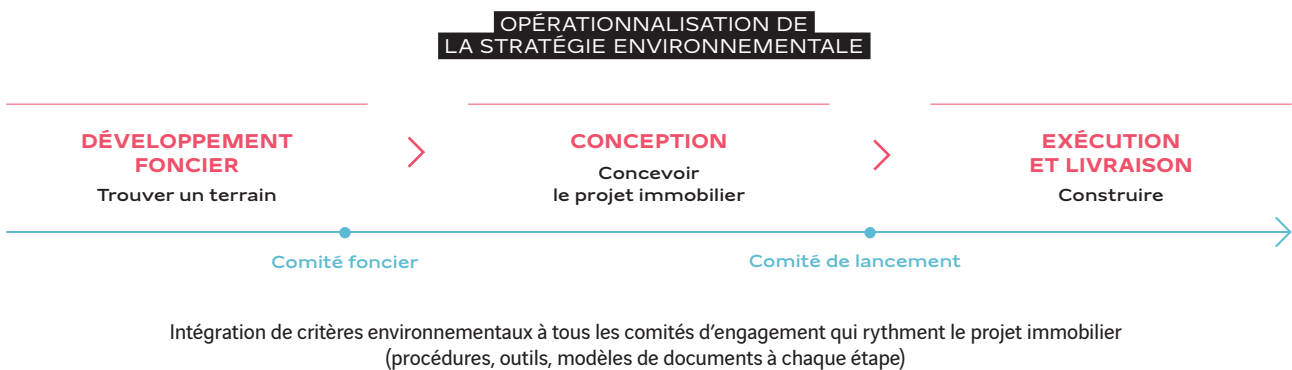 OPÉRATIONNALISATION DE
LA STRATÉGIE ENVIRONNEMENTALE
DÉVELOPPEMENT
FONCIER
Trouver un terrain
CONCEPTION
Concevoir
le projet immobilier
EXÉCUTION
ET LIVRAISON
Construire
Comité foncier
Comité de lancement
Intégration de critères environnementaux à tous les comités d’engagement qui rythment le projet immobilier
(procédures, outils, modèles de documents à chaque étape)